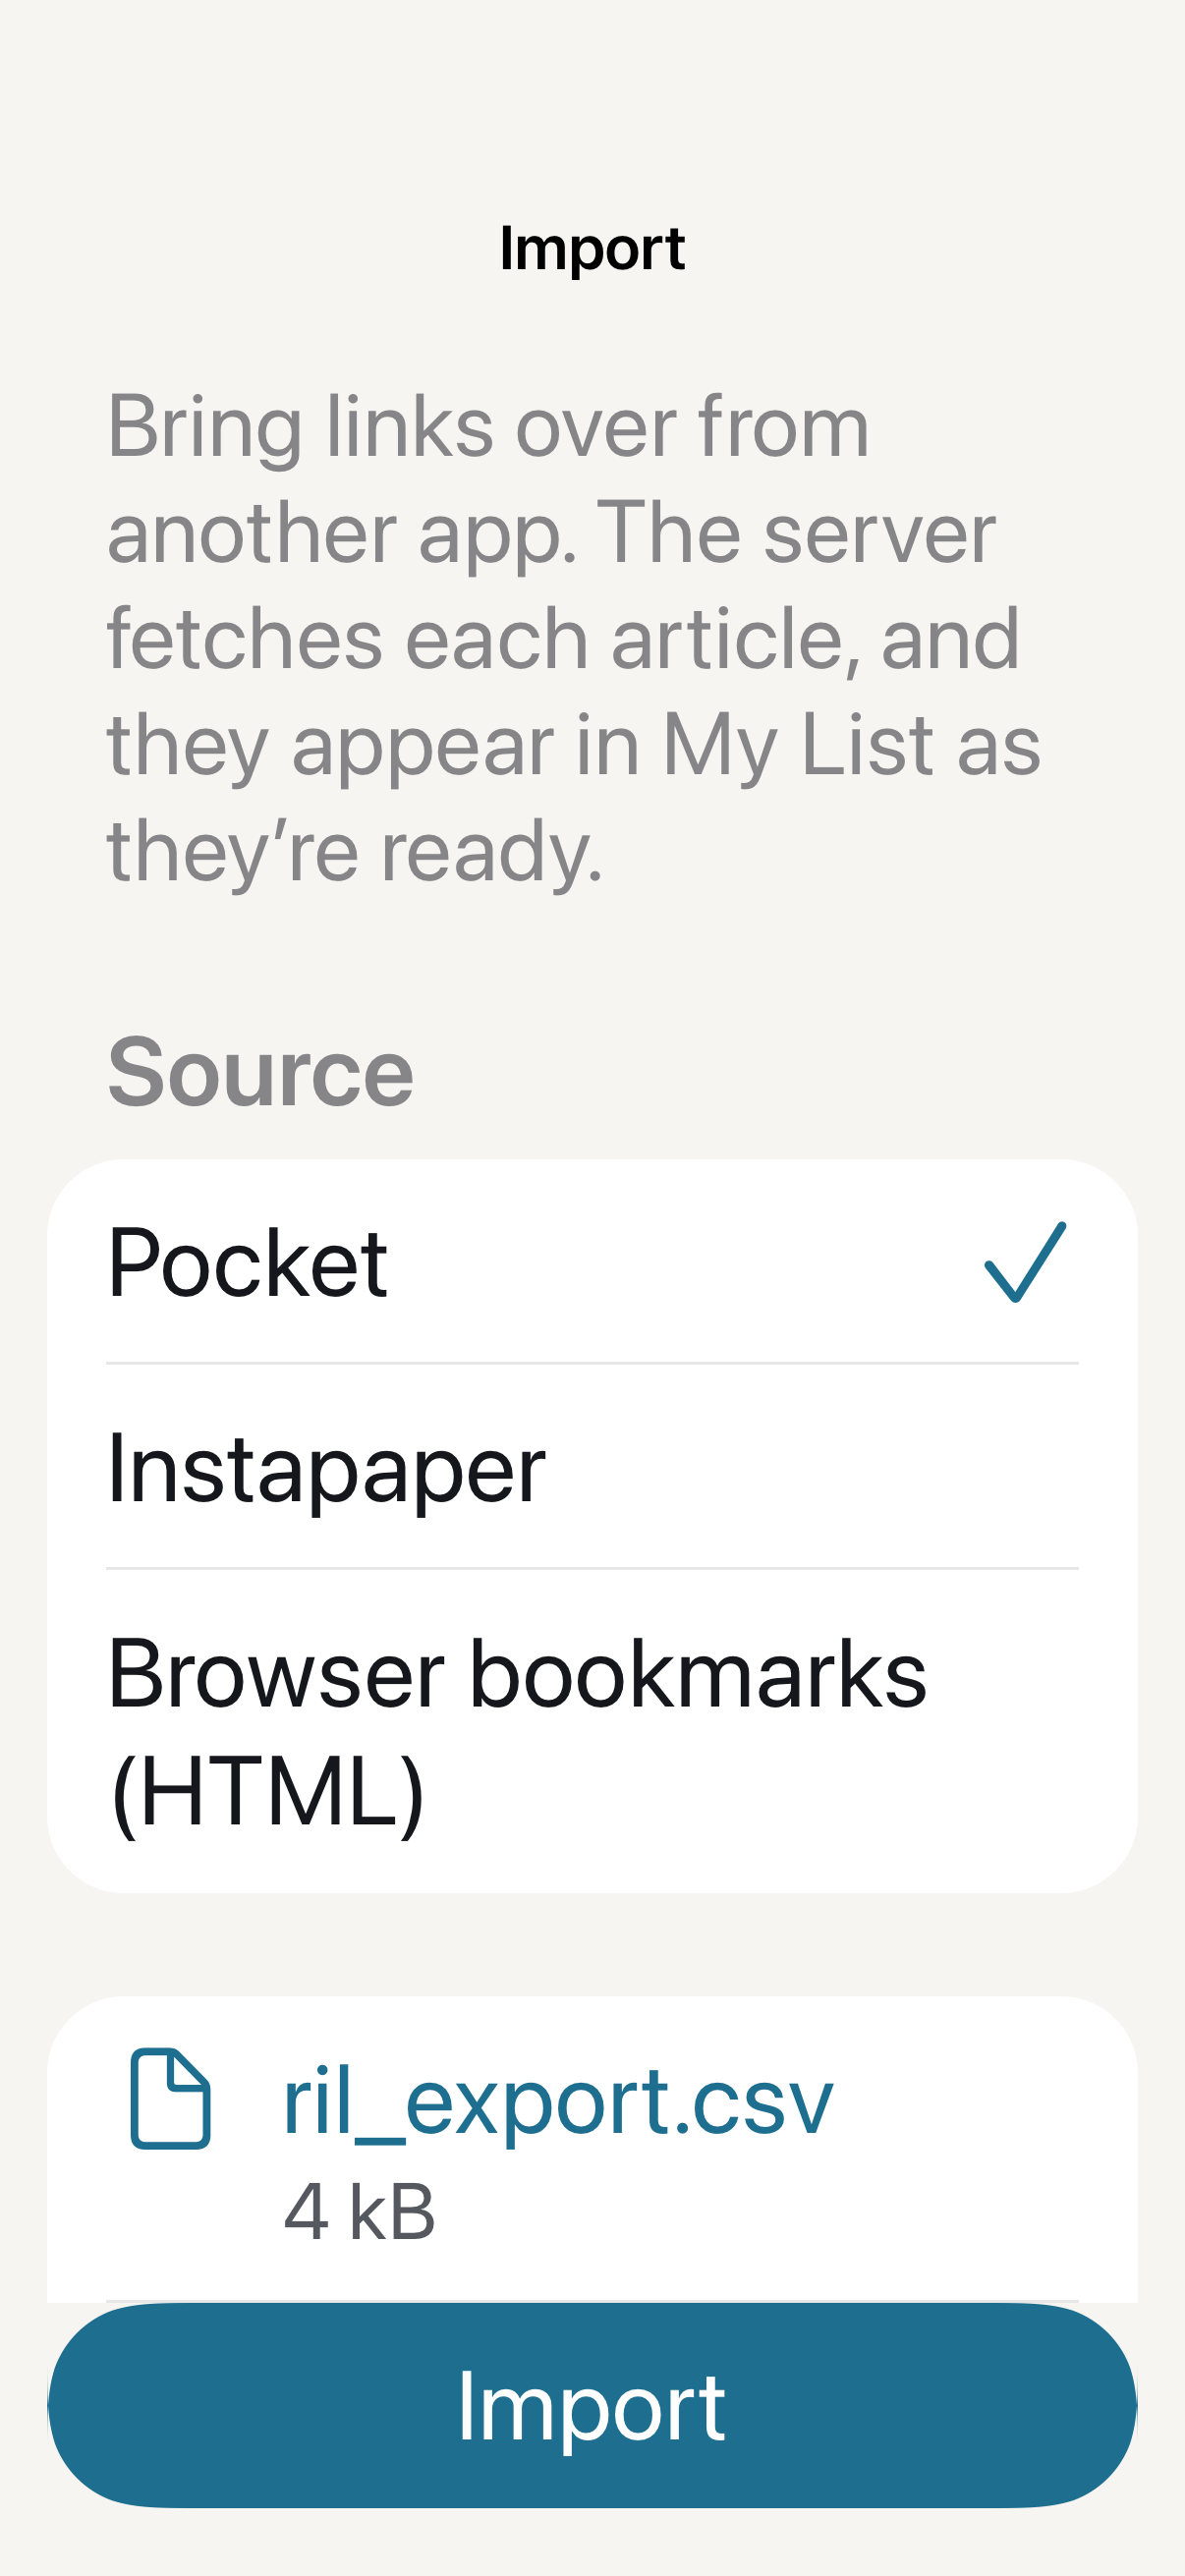 Import
Bring links over from
another app. The server
fetches each article, and
they appear in My List as
they’re ready.
Source
Pocket
Instapaper
Browser bookmarks
(HTML)
ril_export.csv
4 kB
Import